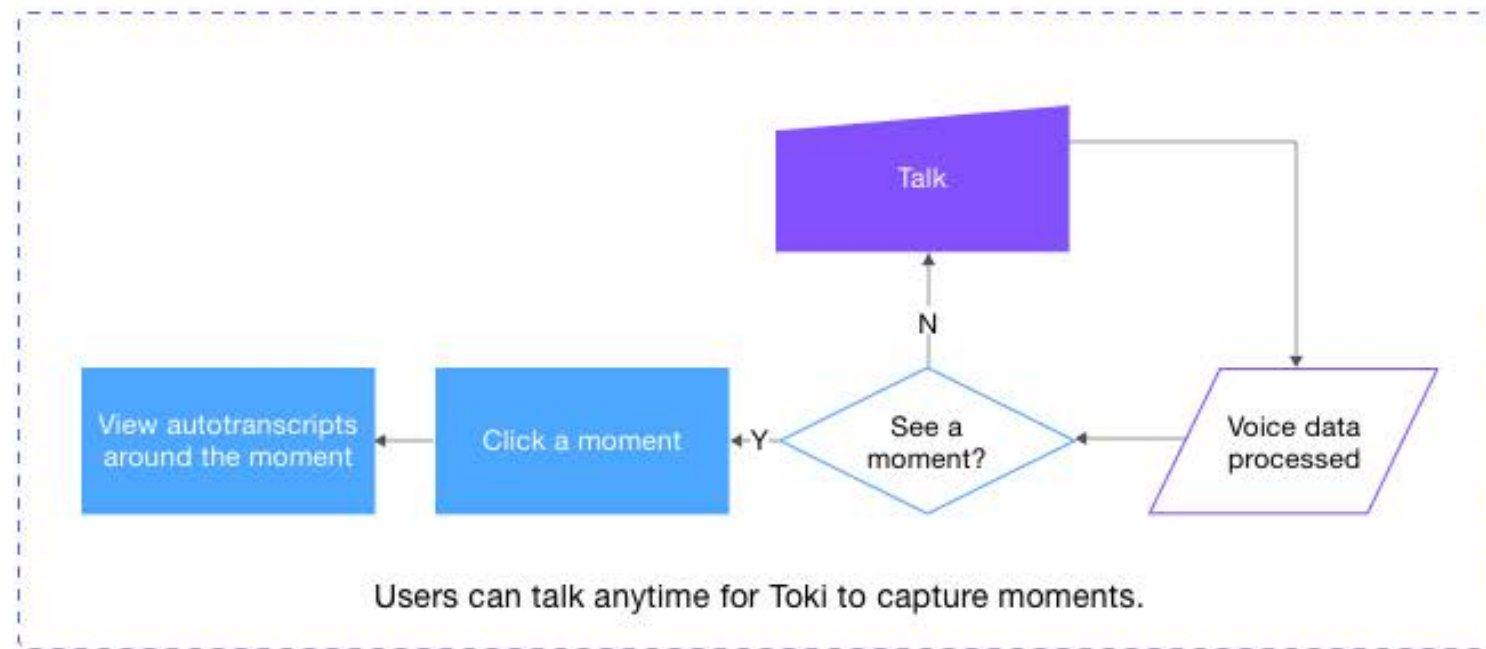 Talk
N
View autotranscripts
around the moment
Click a moment
Y
See a
moment?
Voice data
processed
Users can talk anytime for Toki to capture moments.